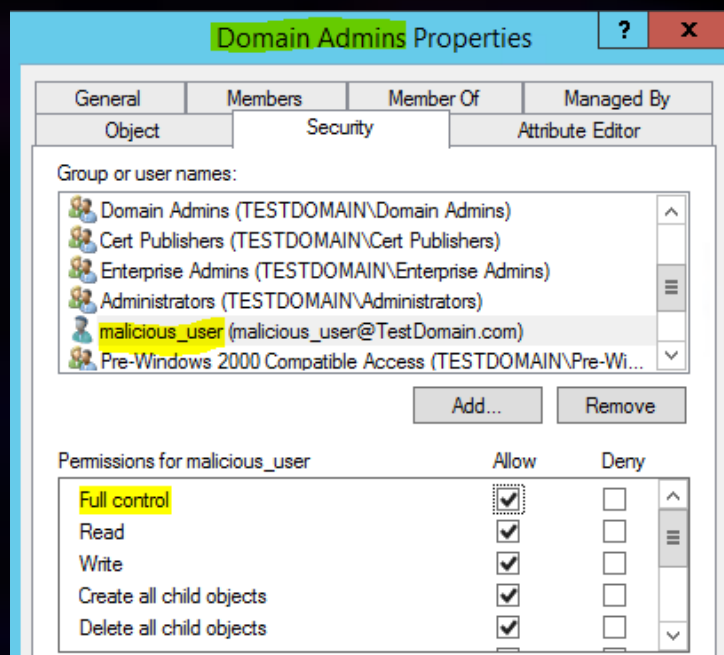 Domain Admins Properties
? x
General Members Member Of Managed By
Object Security Attribute Editor
Group or user names:
Domain Admins (TESTDOMAIN\Domain Admins)
Cert Publishers (TESTDOMAIN\Cert Publishers)
Enterprise Admins (TESTDOMAIN\Enterprise Admins)
Administrators (TESTDOMAIN\Administrators)
malicious_user (malicious_user@TestDomain.com)
Pre-Windows 2000 Compatible Access (TESTDOMAIN\Pre-Wi...
Add... Remove
Permissions for malicious_user Allow Deny
Full control
Read
Write
Create all child objects
Delete all child objects